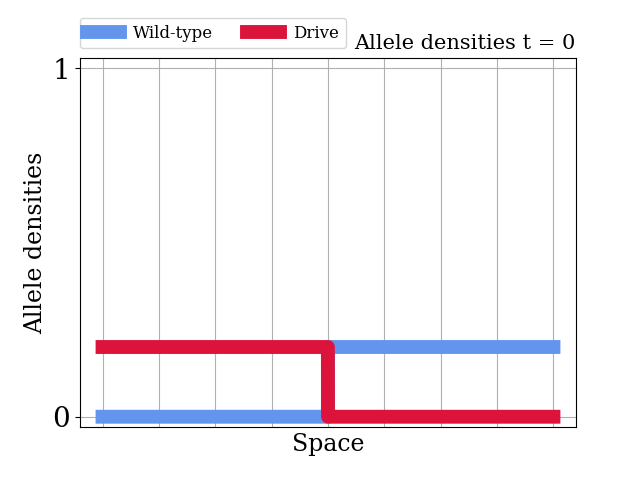 Wild-type
Drive
Allele densities t = 0
1
Allele densities
0
Space